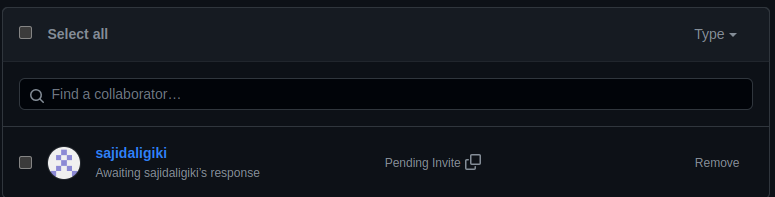 Select all
Type
Find a collaborator…
sajidaligiki
Awaiting sajidaligiki's response
Pending Invite
Remove